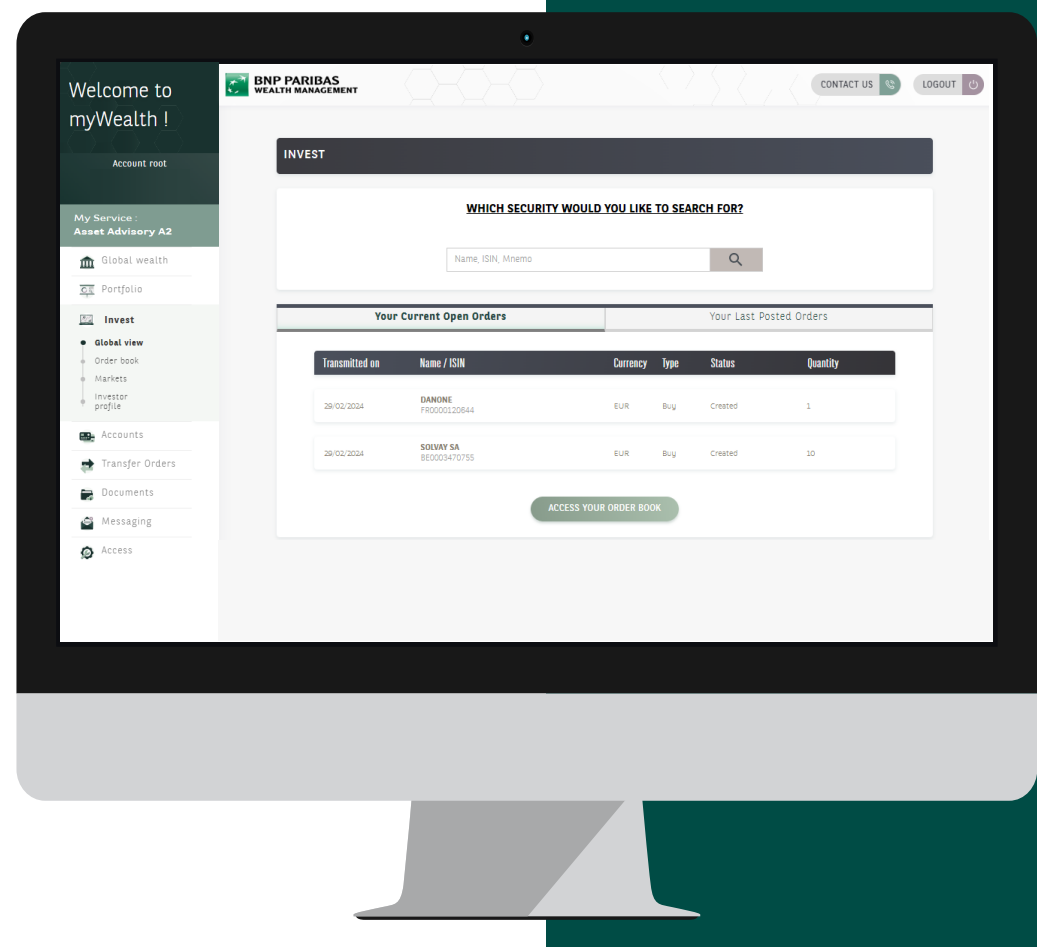 Welcome to
myWealth !
Account root
My Service :
Asset Advisory A2
Global wealth
Portfolio
Invest
Global view
Order book
Markets
Investor
profile
Accounts
Transfer Orders
Documents
Messaging
Access
BNP PARIBAS
WEALTH MANAGEMENT
CONTACT US
LOGOUT
INVEST
WHICH SECURITY WOULD YOU LIKE TO SEARCH FOR?
Name, ISIN, Mnemo
Your Current Open Orders
Your Last Posted Orders
Transmitted on Name / ISIN Currency Type Status Quantity
29/02/2024 DANONE EUR Buy Created 1
FR0000120644
29/02/2024 SOLVAY SA EUR Buy Created 10
BE0003470755
ACCESS YOUR ORDER BOOK